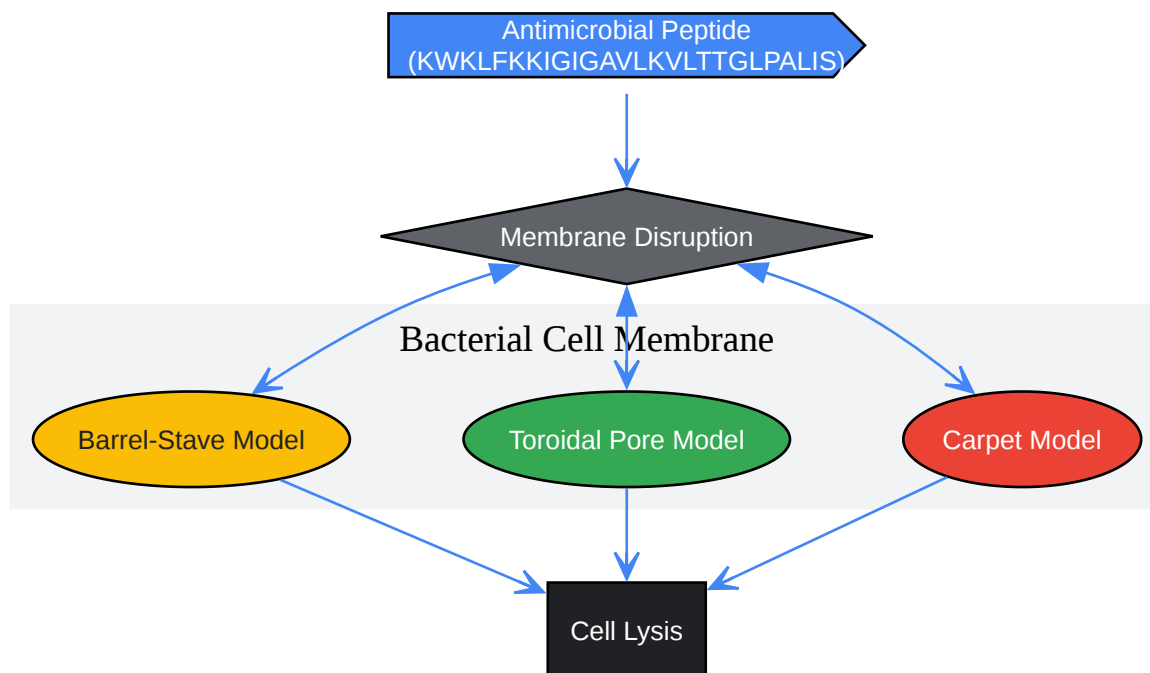 Antimicrobial Peptide
(KWKLFKKIGIGAVLKVLTTGLPALIS)
Membrane Disruption
Bacterial Cell Membrane
Barrel-Stave Model
Toroidal Pore Model
Carpet Model
Cell Lysis